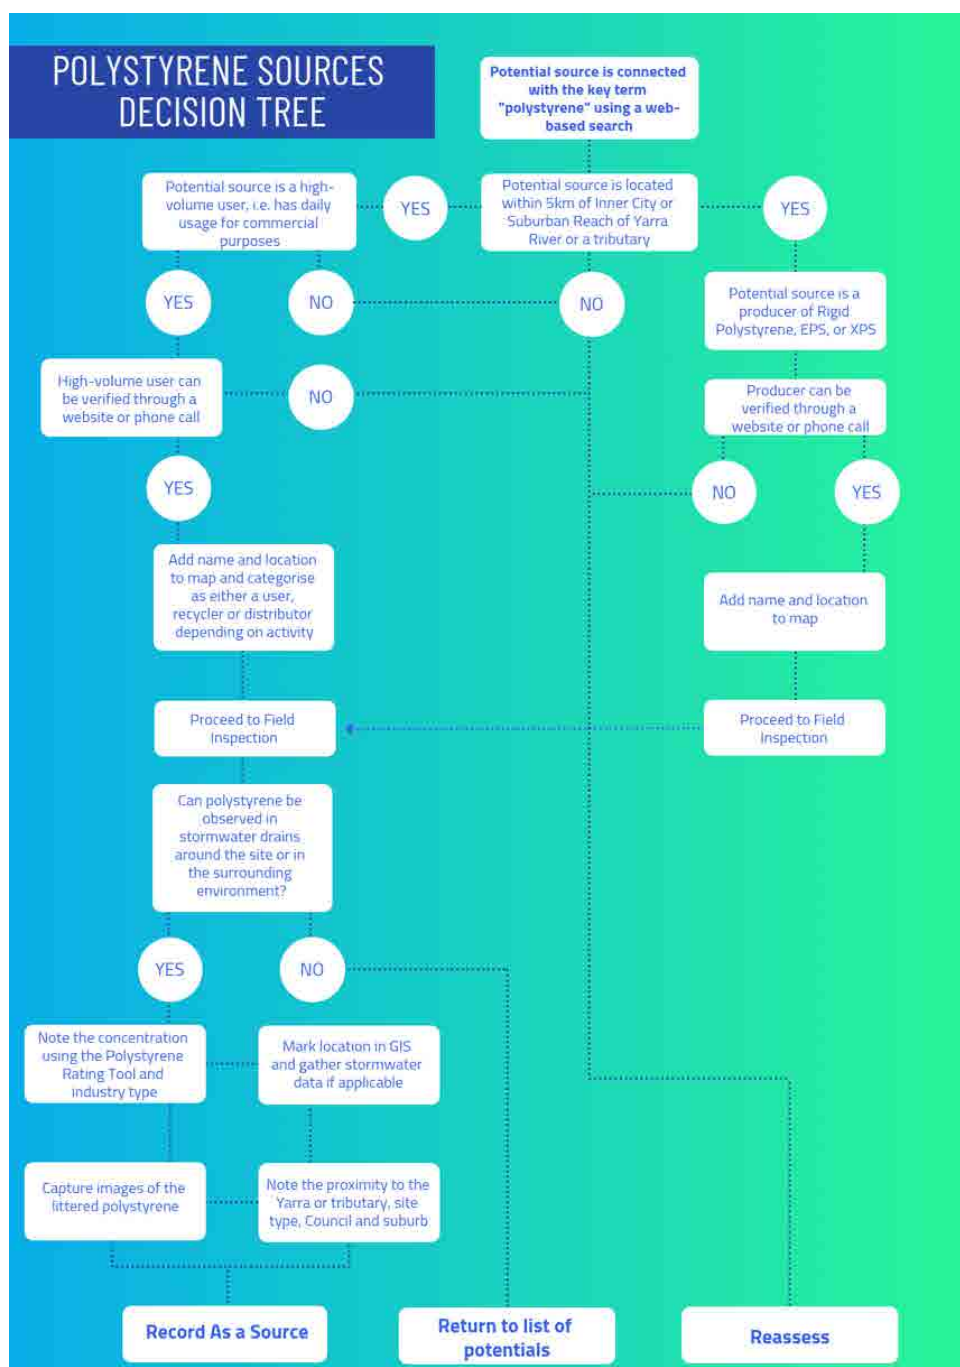 POLYSTYRENE SOURCES
DECISION TREE
Potential source is connected
with the key term
"polystyrene" using a web-
based search
Potential source is a high-
volume user, i.e. has daily
usage for commercial
purposes
YES
Potential source is located
within 5km of Inner City or
Suburban Reach of Yarra
River or a tributary
YES
YES
NO
NO
Potential source is a
producer of Rigid
Polystyrene, EPS, or XPS
High-volume user can
be verified through a
website or phone call
NO
Producer can be
verified through a
website or phone call
YES
NO
YES
Add name and location
to map and categorise
as either a user,
recycler or distributor
depending on activity
Add name and location
to map
Proceed to Field
Inspection
Proceed to Field
Inspection
Can polystyrene be
observed in
stormwater drains
around the site or in
the surrounding
environment?
YES
NO
Note the concentration
using the Polystyrene
Rating Tool and
industry type
Mark location in GIS
and gather stormwater
data if applicable
Capture images of the
littered polystyrene
Note the proximity to the
Yarra or tributary, site
type, Council and suburb
Record As a Source
Return to list of
potentials
Reassess